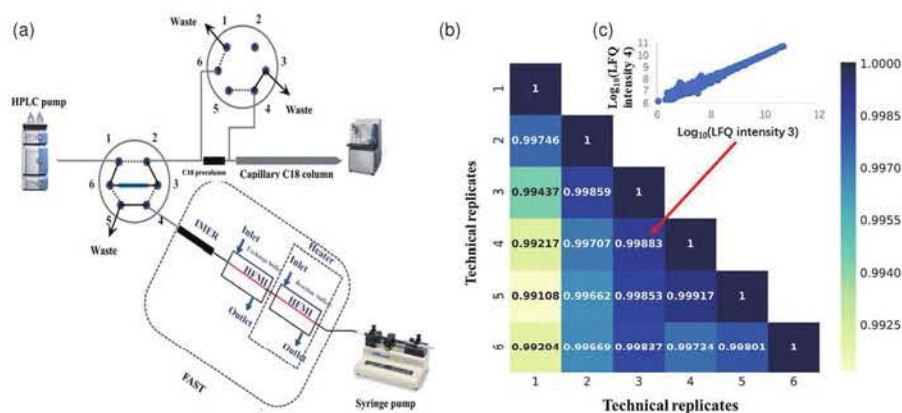 (a)
Waste
1
2
3
4
5
6
Waste
HPLC pump
1
2
3
4
5
6
C18 precolumn
Capillary C18 column
Waste
IMER
Inlet
Exchange buffer
HFMI
Outlet
Heater
Inlet
Reaction buffer
HFMI
Outlet
FAST
Syringe pump
(b)
Technical replicates
1
1
2
0.99746 1
3
0.99437 0.99859 1
4
0.99217 0.99707 0.99883 1
5
0.99108 0.99662 0.99853 0.99917 1
6
0.99204 0.99669 0.99837 0.99734 0.99801 1
1 2 3 4 5 6
Technical replicates
(c)
Log10(LFQ
intensity 4)
11
10
9
8
7
6
6 8 10 12
Log10(LFQ intensity 3)
1.0000
0.9985
0.9970
0.9955
0.9940
0.9925